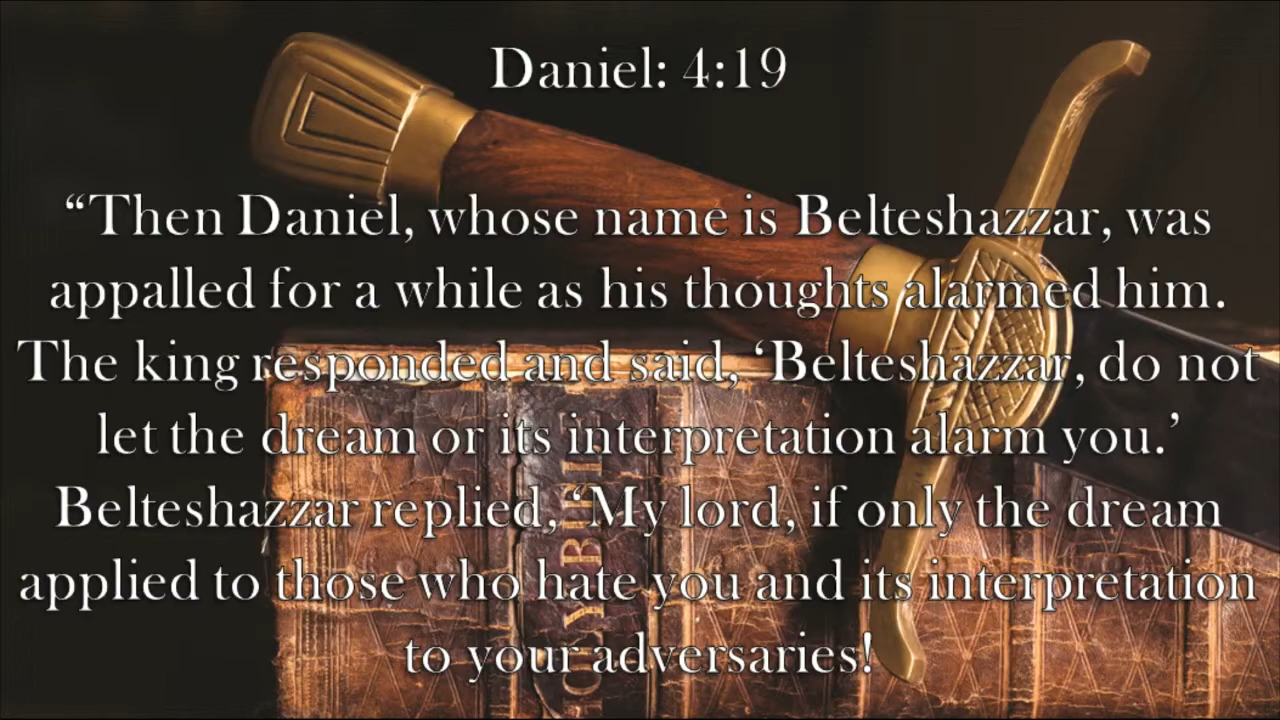 Daniel: 4:19
“Then Daniel, whose name is Belteshazzar, was
appalled for a while as his thoughts alarmed him.
The king responded and said, ‘Belteshazzar, do not
let the dream or its interpretation alarm you.’
Belteshazzar replied, ‘My lord, if only the dream
applied to those who hate you and its interpretation
to your adversaries!
HOLY BIBLE